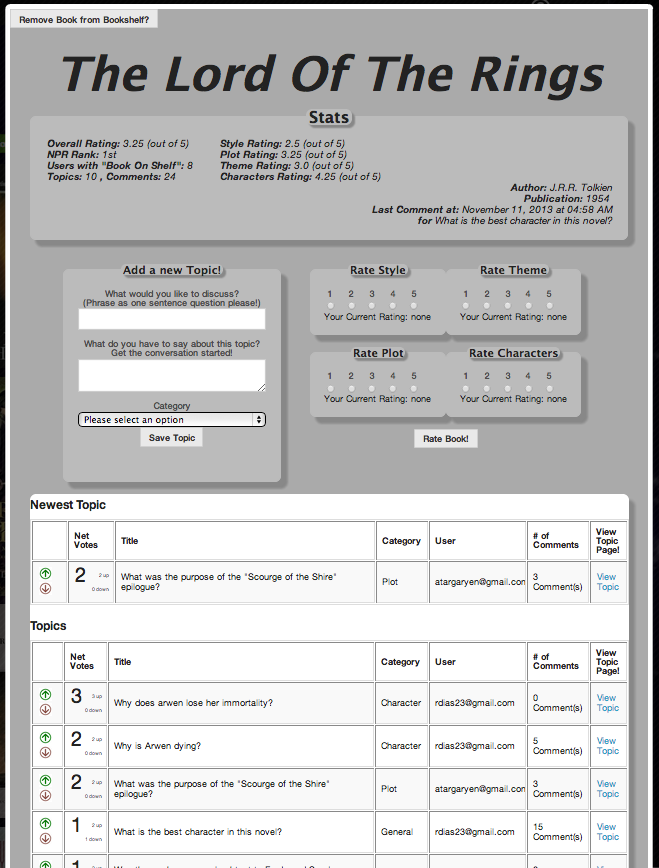 Remove Book from Bookshelf?
The Lord Of The Rings
Stats
Overall Rating: 3.25 (out of 5)
NPR Rank: 1st
Users with "Book On Shelf": 8
Topics: 10 , Comments: 24
Style Rating: 2.5 (out of 5)
Plot Rating: 3.25 (out of 5)
Theme Rating: 3.0 (out of 5)
Characters Rating: 4.25 (out of 5)
Author: J.R.R. Tolkien
Publication: 1954
Last Comment at: November 11, 2013 at 04:58 AM
for What is the best character in this novel?
Add a new Topic!
What would you like to discuss?
(Phrase as one sentence question please!)
What do you have to say about this topic?
Get the conversation started!
Category
Please select an option
Save Topic
Rate Style
1 2 3 4 5
Your Current Rating: none
Rate Theme
1 2 3 4 5
Your Current Rating: none
Rate Plot
1 2 3 4 5
Your Current Rating: none
Rate Characters
1 2 3 4 5
Your Current Rating: none
Rate Book!
Newest Topic
Net Votes Title Category User # of Comments View Topic Page!
2 2 up 0 down What was the purpose of the "Scourge of the Shire" epilogue? Plot atargaryen@gmail.con 3 Comment(s) View Topic
Topics
Net Votes Title Category User # of Comments View Topic Page!
3 3 up 0 down Why does arwen lose her immortality? Character rdias23@gmail.com 0 Comment(s) View Topic
2 2 up 0 down Why is Arwen dying? Character rdias23@gmail.com 5 Comment(s) View Topic
2 2 up 0 down What was the purpose of the "Scourge of the Shire" epilogue? Plot atargaryen@gmail.con 3 Comment(s) View Topic
1 2 up 1 down What is the best character in this novel? General rdias23@gmail.com 15 Comment(s) View Topic